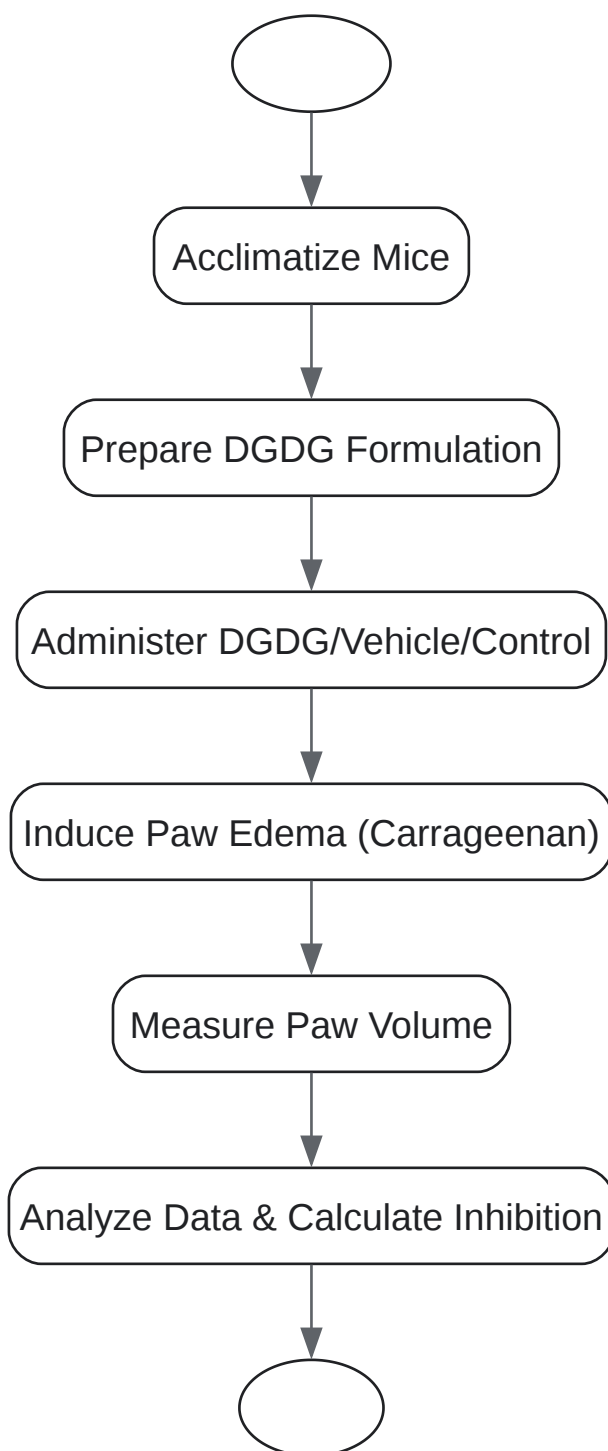 Acclimatize Mice
Prepare DGDG Formulation
Administer DGDG/Vehicle/Control
Induce Paw Edema (Carrageenan)
Measure Paw Volume
Analyze Data & Calculate Inhibition